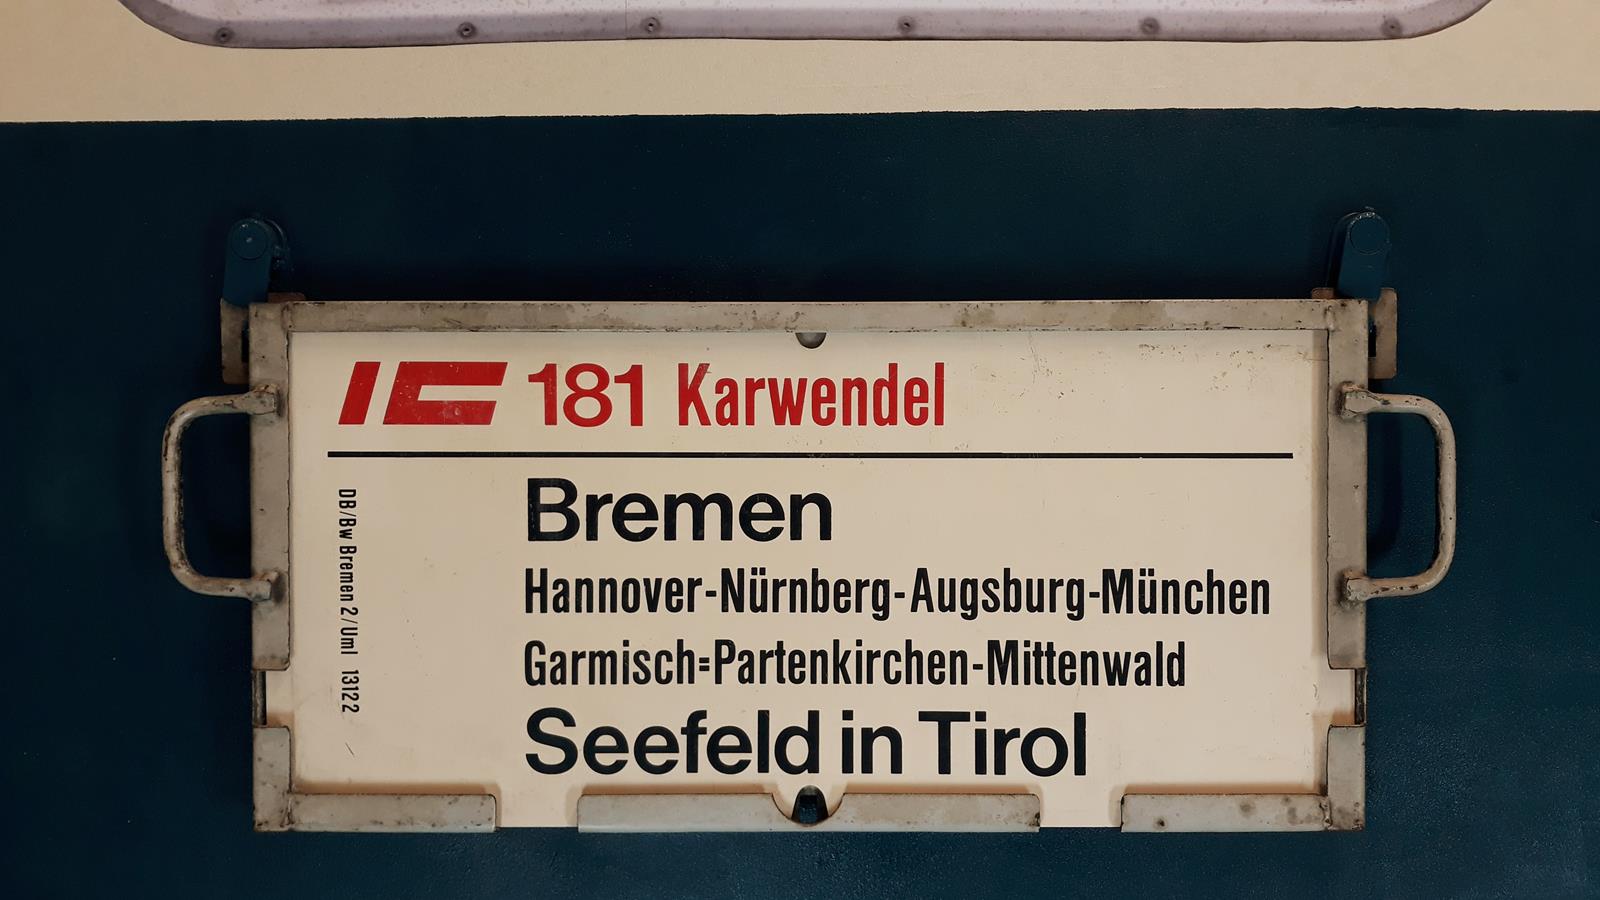 IC 181 Karwendel
Bremen
Hannover-Nürnberg-Augsburg-München
Garmisch=Partenkirchen-Mittenwald
Seefeld in Tirol
DB/Bw Bremen 2/Uml 13122